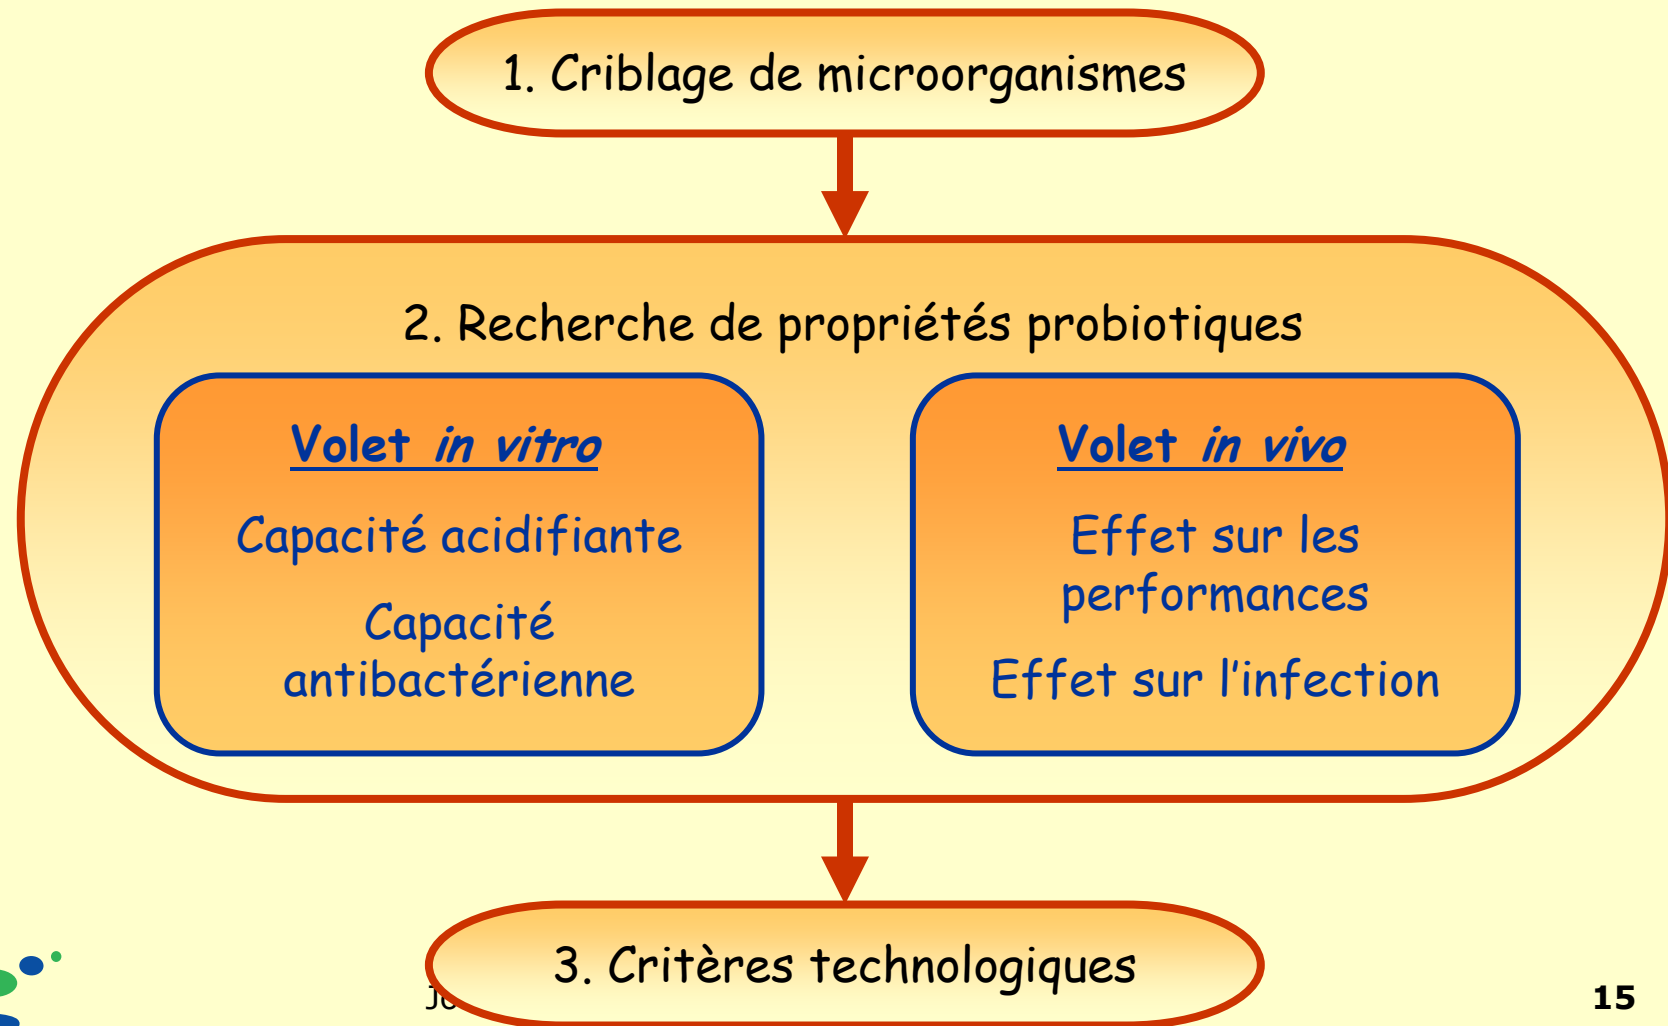 1. Criblage de microorganismes
2. Recherche de propriétés probiotiques
Volet in vitro
Capacité acidifiante
Capacité
antibactérienne
Volet in vivo
Effet sur les
performances
Effet sur l’infection
3. Critères technologiques
15